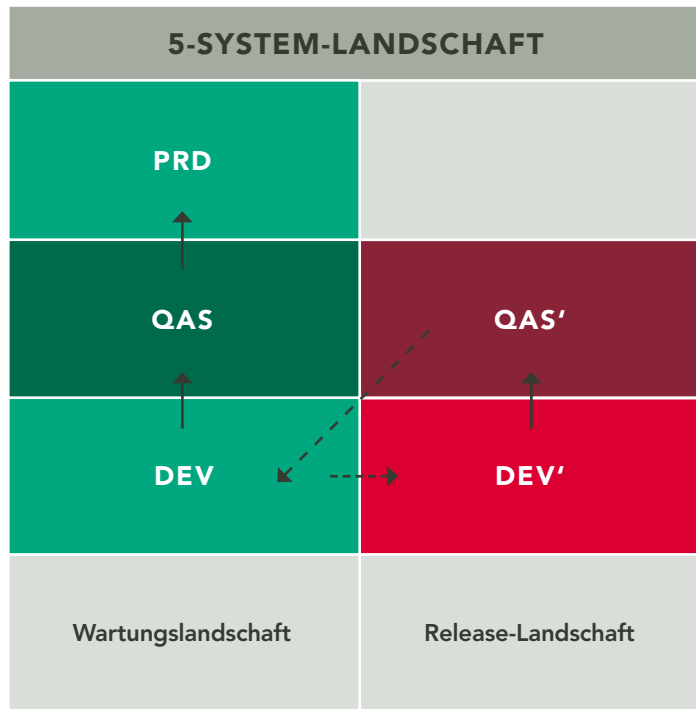 5-SYSTEM-LANDSCHAFT
PRD
QAS
QAS‘
DEV
DEV‘
Wartungslandschaft
Release-Landschaft